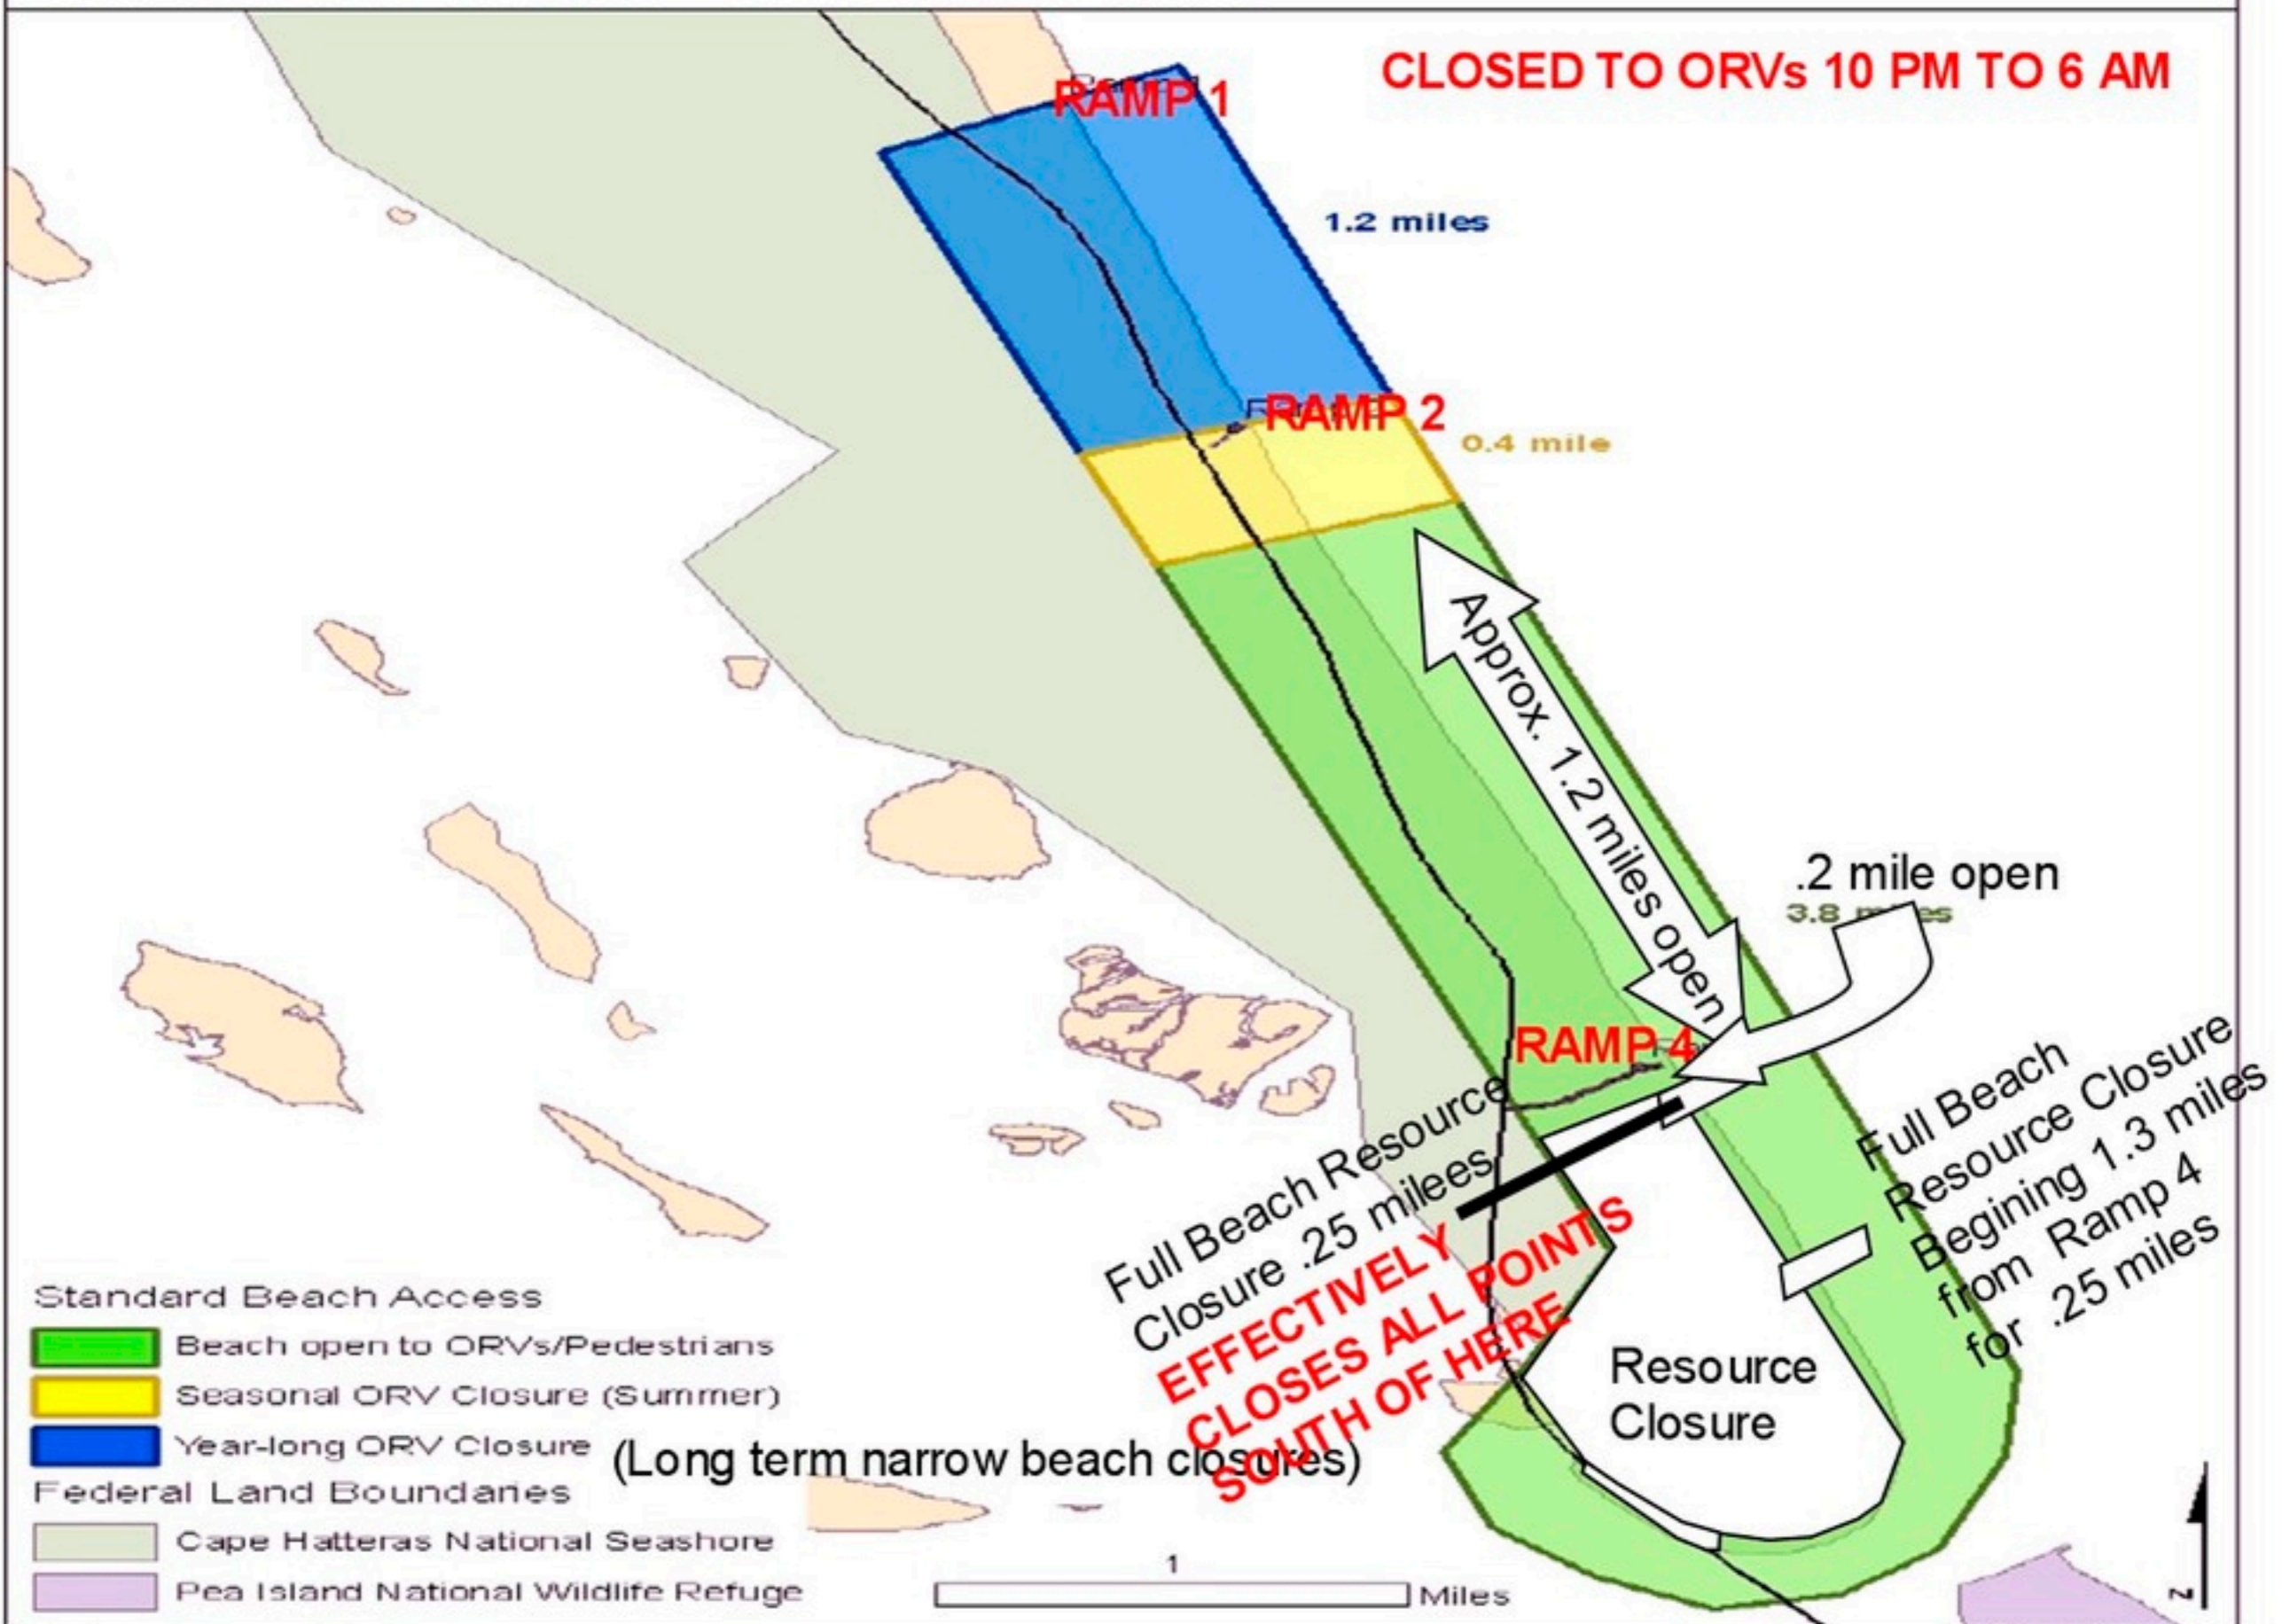 CLOSED TO ORVs 10 PM TO 6 AM
RAMP 1
1.2 miles
RAMP 2
0.4 mile
Approx. 1.2 miles open
.2 mile open
3.8
RAMP 4
Full Beach Resource
Closure .25 milees
EFFECTIVELY
CLOSES ALL POINTS
SOUTH OF HERE
Full Beach
Resource Closure
Begining 1.3 miles
from Ramp 4
for .25 miles
Resource
Closure
Standard Beach Access
Beach open to ORVs/Pedestrians
Seasonal ORV Closure (Summer)
Year-long ORV Closure
(Long term narrow beach closures)
Federal Land Boundaries
Cape Hatteras National Seashore
Pea Island National Wildlife Refuge
1
Miles
N